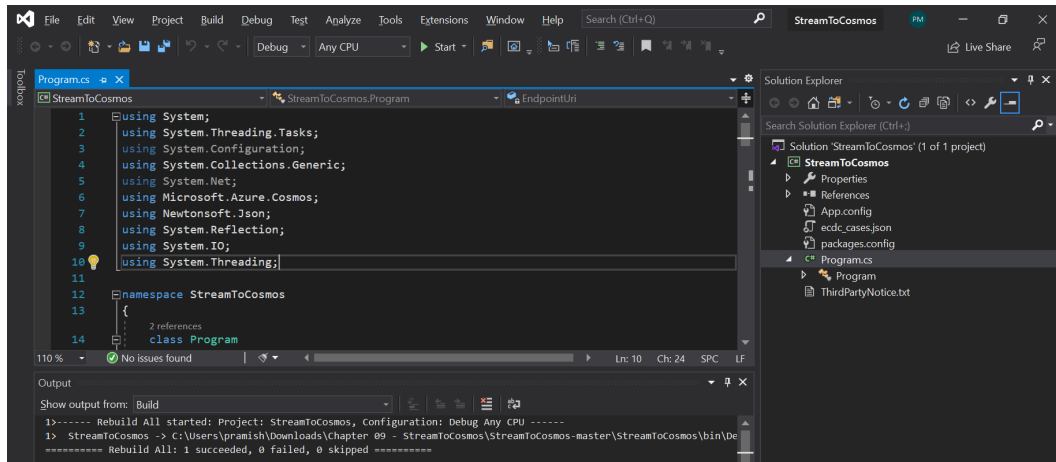 File Edit View Project Build Debug Test Analyze Tools Extensions Window Help Search (Ctrl+Q) StreamToCosmos PM
Debug Any CPU Start Live Share
Toolbox
Program.cs
StreamToCosmos StreamToCosmos.Program EndpointUri
1 using System;
2 using System.Threading.Tasks;
3 using System.Configuration;
4 using System.Collections.Generic;
5 using System.Net;
6 using Microsoft.Azure.Cosmos;
7 using Newtonsoft.Json;
8 using System.Reflection;
9 using System.IO;
10 using System.Threading;
11
12 namespace StreamToCosmos
13 {
2 references
14 class Program
110 % No issues found Ln: 10 Ch: 24 SPC LF
Output
Show output from: Build
1>------ Rebuild All started: Project: StreamToCosmos, Configuration: Debug Any CPU ------
1> StreamToCosmos -> C:\Users\pramish\Downloads\Chapter 09 - StreamToCosmos\StreamToCosmos-master\StreamToCosmos\bin\De
========== Rebuild All: 1 succeeded, 0 failed, 0 skipped ==========
Solution Explorer
Search Solution Explorer (Ctrl+;)
Solution 'StreamToCosmos' (1 of 1 project)
C# StreamToCosmos
Properties
References
App.config
ecdc_cases.json
packages.config
C# Program.cs
Program
ThirdPartyNotice.txt